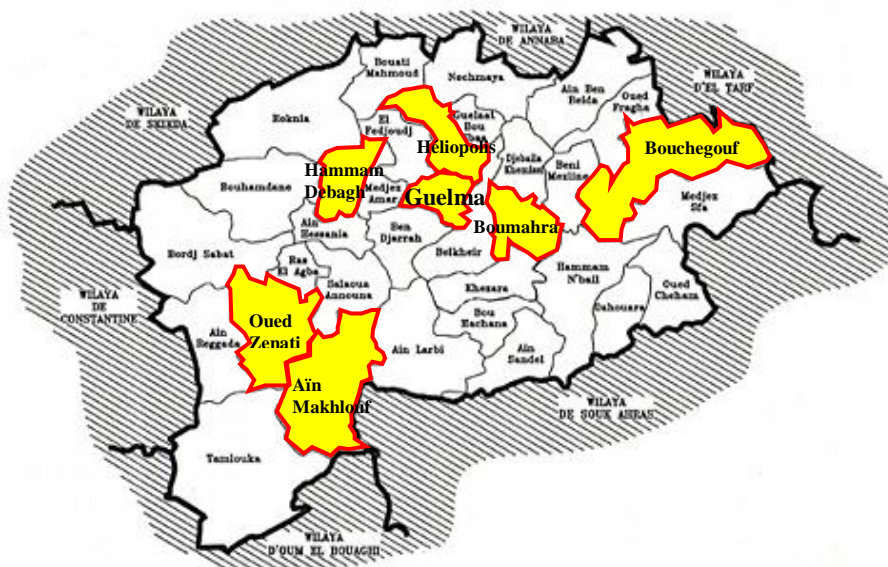 WILAYA
DE ANNABA
Bouati
Mahmoud
Nechmaya
Ain Ben
Beida
Oued
Fragha
WILAYA
D'EL TARF
WILAYA
DE SKIKDA
Roknia
El
Fedjoudj
Guelaat
Bou
Sbaa
Héliopolis
Djeballa
Khemissi
Beni
Mezline
Bouchegouf
Hammam
Debagh
Bouhamdane
Medjez
Amar
Guelma
Boumahra
Medjez
Sfa
Ain
Hessania
Ben
Djerrah
Belkheir
Bordj Sabat
Ras
El Agba
Salaoua
Announa
Khezara
Hammam
N'bail
Oued
Cheham
Dahouara
WILAYA
DE
CONSTANTINE
Ain
Reggada
Oued
Zenati
Bou
Hachana
Ain Larbi
Ain
Sandel
Aïn
Makhlouf
WILAYA
DE SOUK AHRAS
Tamlouka
WILAYA
D'OUM EL BOUAGHI